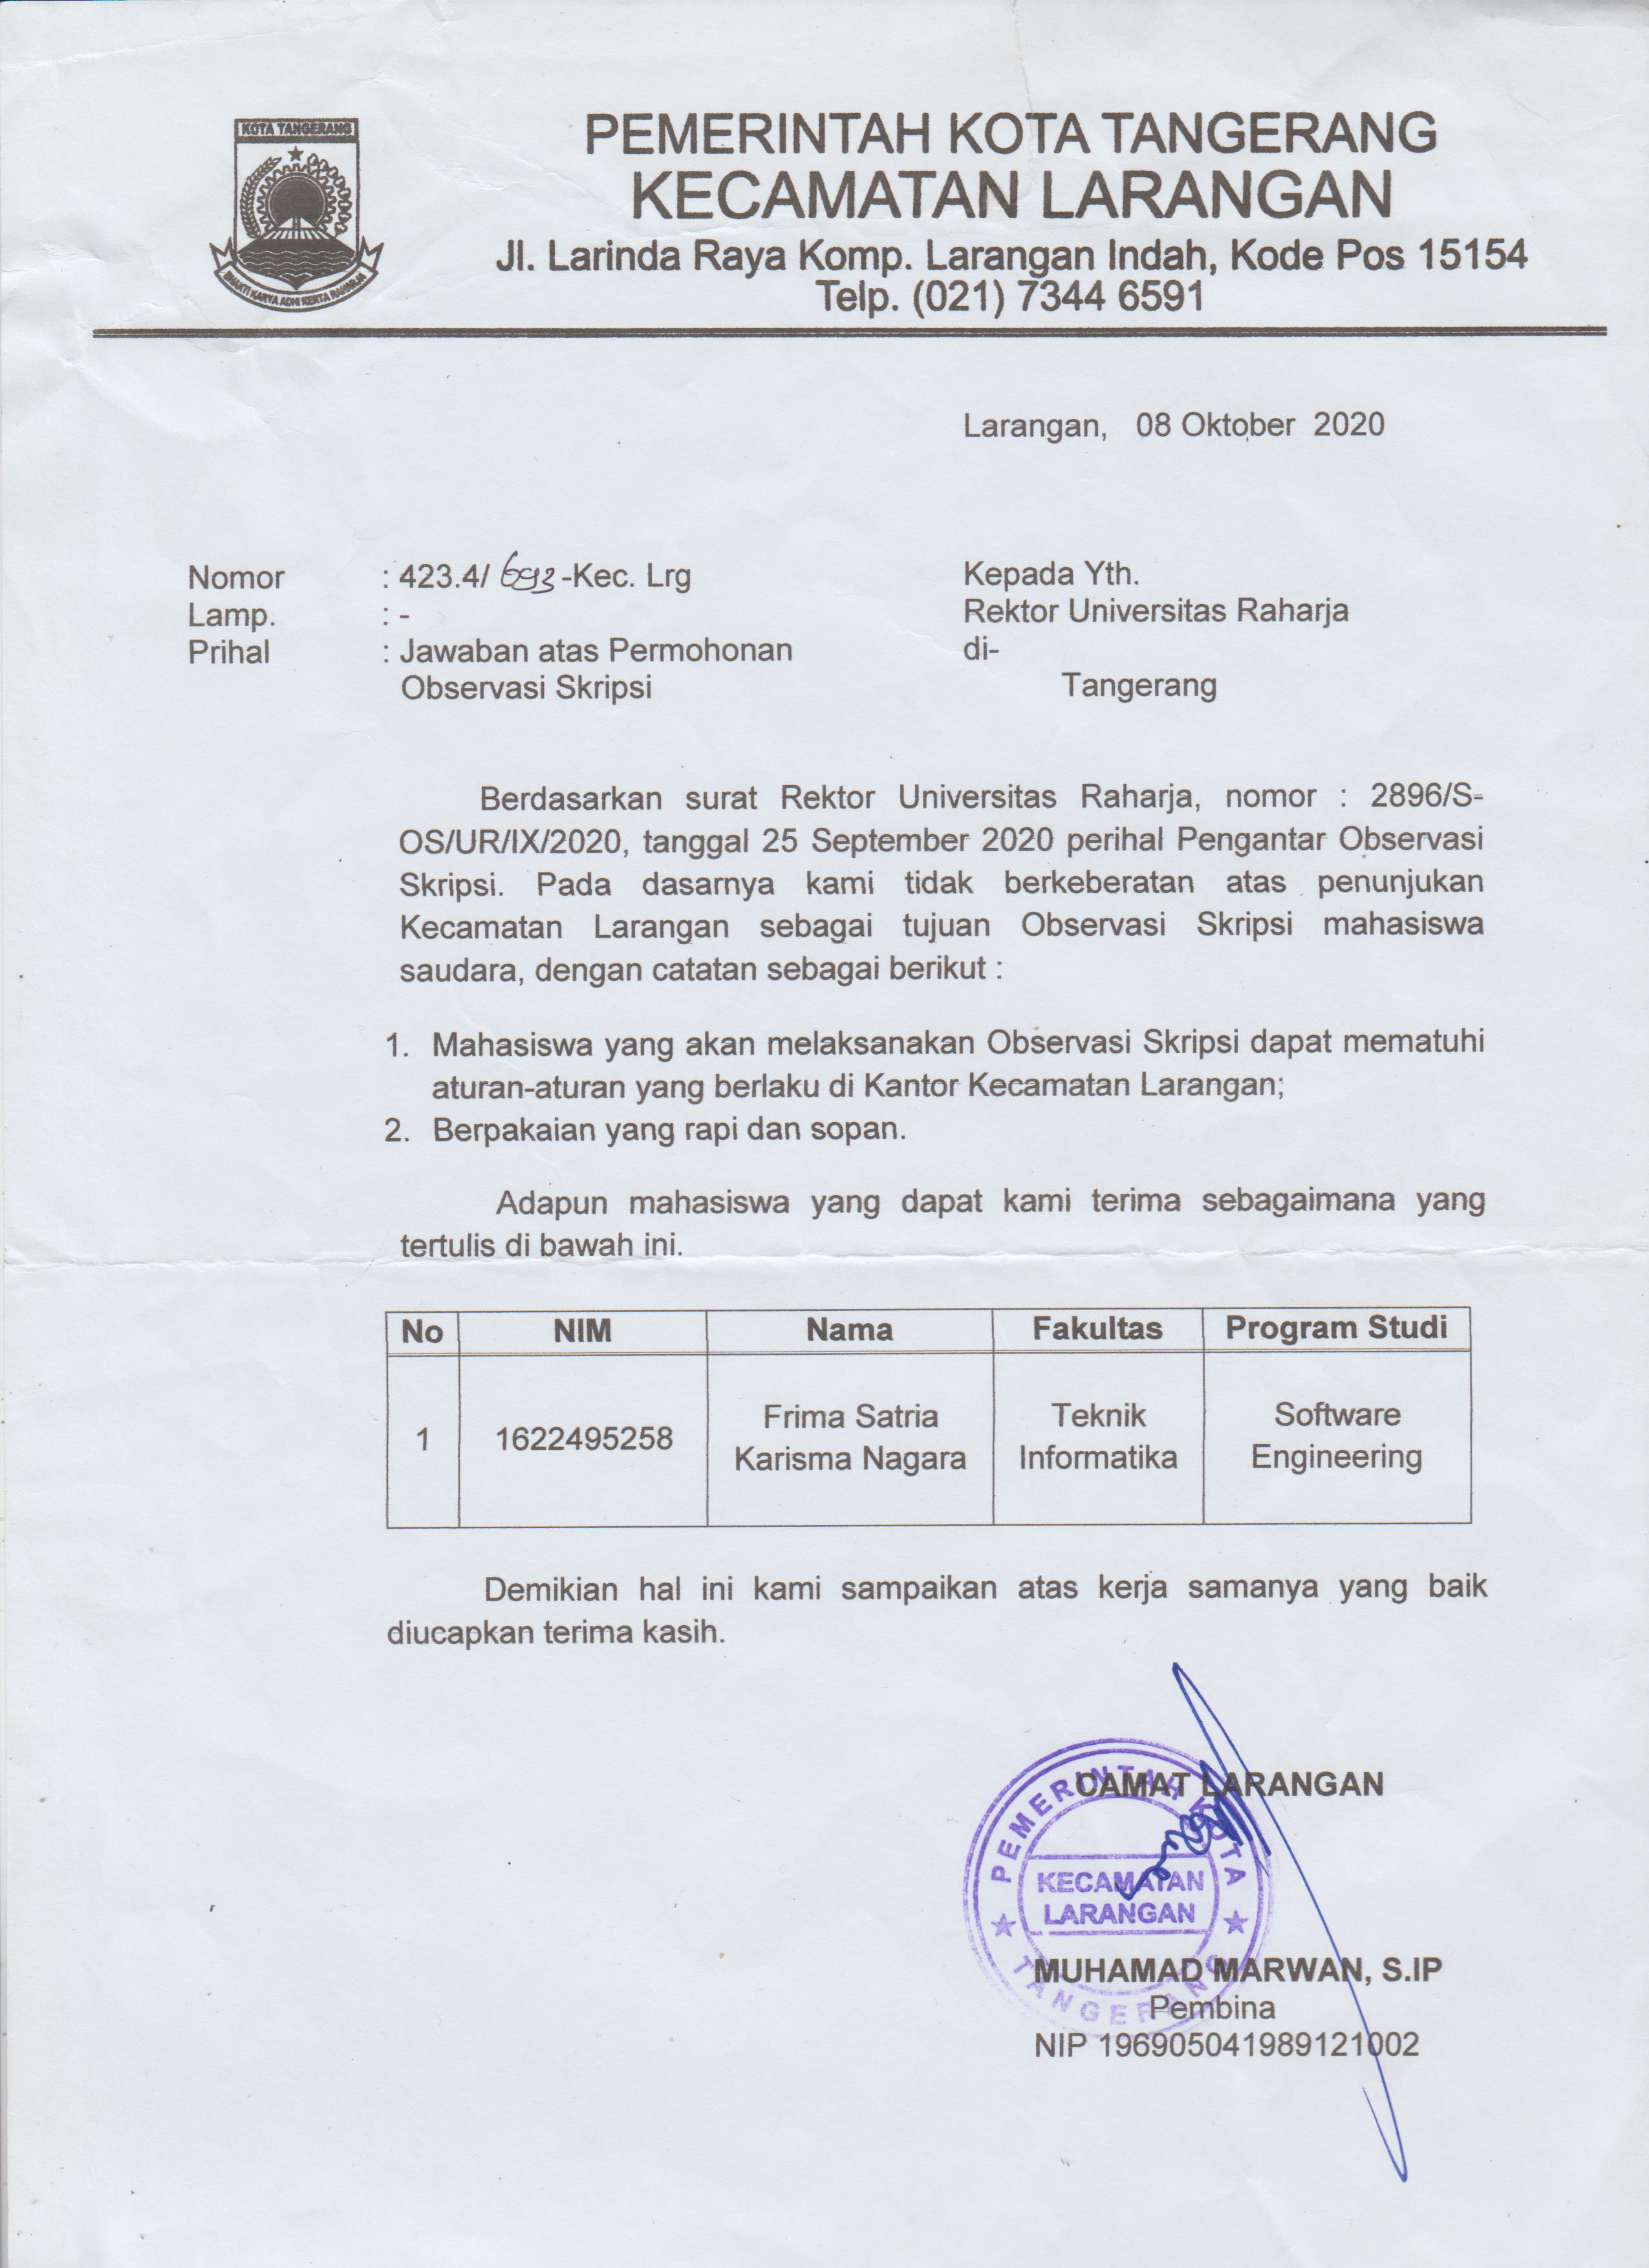 KOTA TANGERANG
BHAKTI KARYA ADHI KERTA RAHARJA
PEMERINTAH KOTA TANGERANG
KECAMATAN LARANGAN
Jl. Larinda Raya Komp. Larangan Indah, Kode Pos 15154
Telp. (021) 7344 6591
Larangan, 08 Oktober 2020
Nomor : 423.4/ 693 -Kec. Lrg
Lamp. : -
Prihal : Jawaban atas Permohonan
Observasi Skripsi
Kepada Yth.
Rektor Universitas Raharja
di-
Tangerang
Berdasarkan surat Rektor Universitas Raharja, nomor : 2896/S-
OS/UR/IX/2020, tanggal 25 September 2020 perihal Pengantar Observasi
Skripsi. Pada dasarnya kami tidak berkeberatan atas penunjukan
Kecamatan Larangan sebagai tujuan Observasi Skripsi mahasiswa
saudara, dengan catatan sebagai berikut :
1. Mahasiswa yang akan melaksanakan Observasi Skripsi dapat mematuhi
aturan-aturan yang berlaku di Kantor Kecamatan Larangan;
2. Berpakaian yang rapi dan sopan.
Adapun mahasiswa yang dapat kami terima sebagaimana yang
tertulis di bawah ini.
No NIM Nama Fakultas Program Studi
1 1622495258 Frima Satria Karisma Nagara Teknik Informatika Software Engineering
Demikian hal ini kami sampaikan atas kerja samanya yang baik
diucapkan terima kasih.
CAMAT LARANGAN
PEMERINTAH KOTA
KECAMATAN
LARANGAN
TANGERANG
MUHAMAD MARWAN, S.IP
Pembina
NIP 196905041989121002